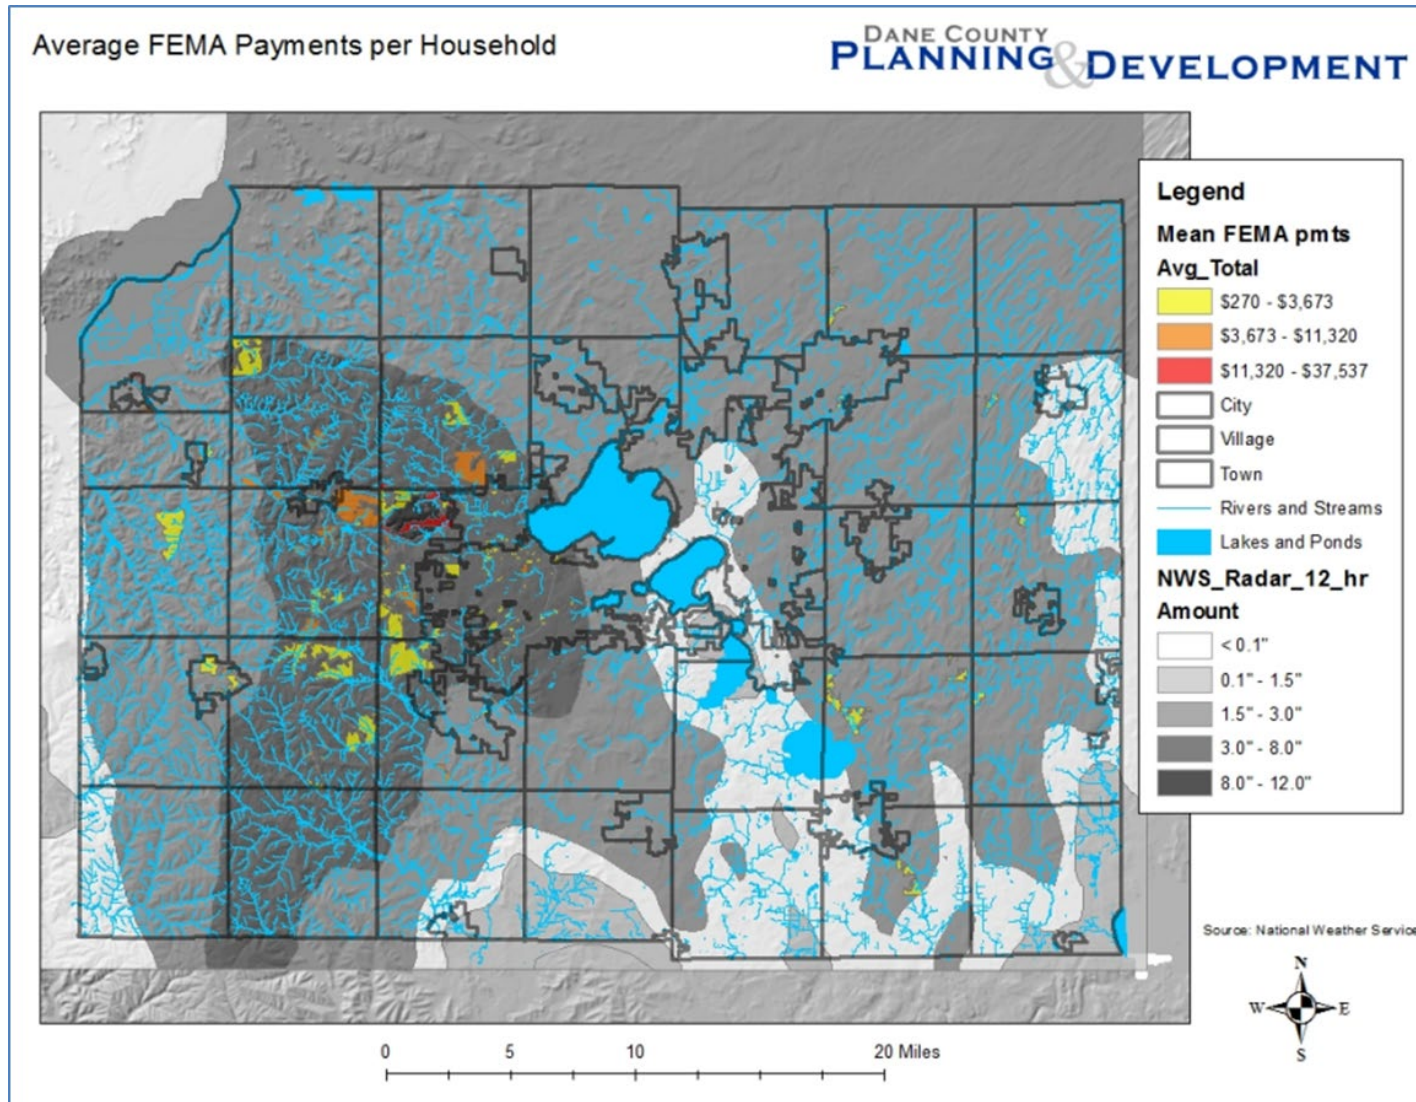 Average FEMA Payments per Household
DANE COUNTY
PLANNING & DEVELOPMENT
Legend
Mean FEMA pmts
Avg_Total
$270 - $3,673
$3,673 - $11,320
$11,320 - $37,537
City
Village
Town
Rivers and Streams
Lakes and Ponds
NWS_Radar_12_hr
Amount
< 0.1"
0.1" - 1.5"
1.5" - 3.0"
3.0" - 8.0"
8.0" - 12.0"
Source: National Weather Service
N
W E
S
0 5 10 20 Miles